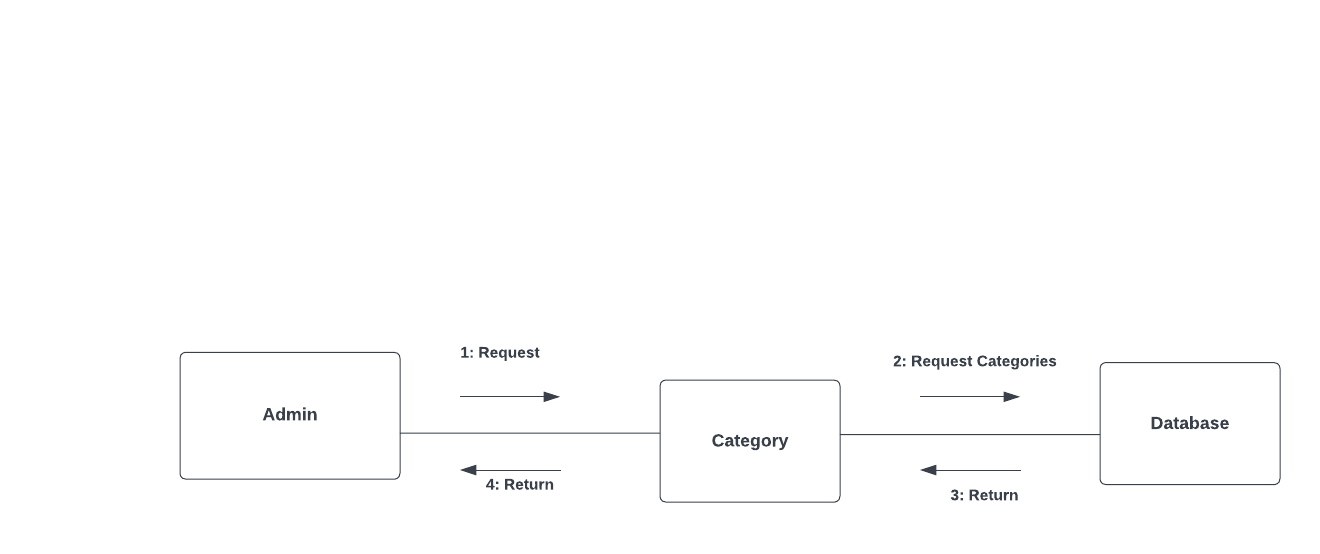 1: Request
2: Request Categories
Admin
Category
Database
4: Return
3: Return